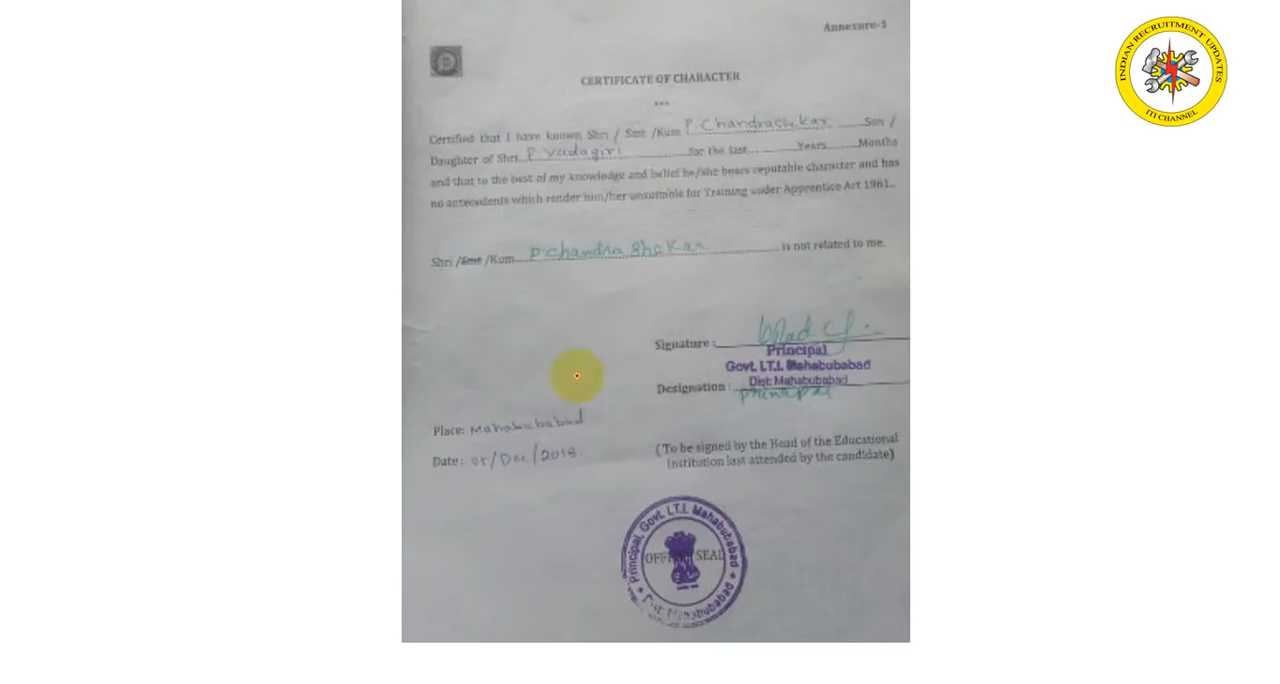 Annexure-1
CERTIFICATE OF CHARACTER
***
Certified that I have known Shri / Smt /Kum P. Chandrashekar Son /
Daughter of Shri P. Yadagiri for the last Years Months
and that to the best of my knowledge and belief he/she bears reputable character and has
no antecedents which render him/her unsuitable for Training under Apprentice Act 1961.
Shri /Smt /Kum P. Chandra Shekar is not related to me.
Signature :
Principal
Govt. I.T.I. Mahabubabad
Dist: Mahabubabad
Designation : principal
Place: Mahabubabad
Date: 05/Dec/2018
(To be signed by the Head of the Educational
Institution last attended by the candidate)
Principal, Govt. I.T.I. Mahabubabad
OFFICE SEAL
Dist: Mahabubabad
INDIAN RECRUITMENT UPDATES
ITI CHANNEL